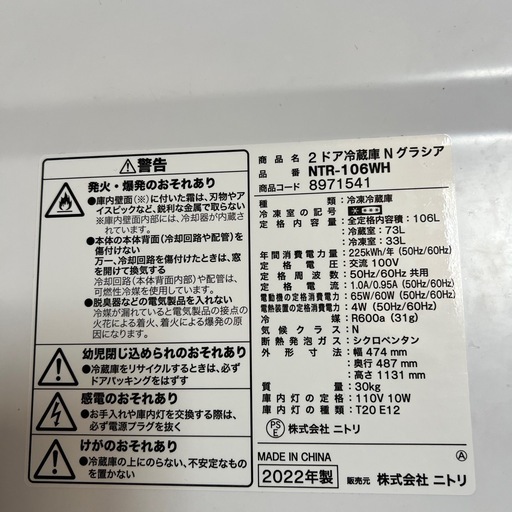 警告
発火・爆発のおそれあり
●庫内壁面(※)に付いた霜は、刃物やアイスピックなど、鋭利な金属で取らない
※庫内壁面内部には、冷却器が内蔵されています。
●本体の本体背面(冷却回路や配管)を傷付けない
万一、冷却回路を傷付けたときは、窓を開けて換気する
冷却回路(本体背面内部)や配管は、可燃性冷媒を使用しています。
●脱臭器などの電気製品を入れない
冷媒が漏れていると電気製品の接点の火花による着火、着火による爆発の原因になります。
幼児閉じ込められのおそれあり
●冷蔵庫をリサイクルするときは、必ずドアパッキングをはずす
感電のおそれあり
●お手入れや庫内灯を交換する際は、必ず電源プラグを抜く
けがのおそれあり
●冷蔵庫の上にのらない、不安定なものを置かない
商品名 2ドア冷蔵庫Nグラシア
品番 NTR-106WH
商品コード 8971541
種類:冷凍冷蔵庫
冷凍室の記号:
定格内容積:全定格内容積:106L
冷蔵室:73L
冷凍室:33L
年間消費電力量:225kWh/年(50Hz/60Hz)
定格電圧:交流 100V
定格周波数:50Hz/60Hz 共用
定格電流:1.0A/0.95A (50Hz/60Hz)
電動機の定格消費電力:65W/60W (50Hz/60Hz)
電熱装置の定格消費電力:4W (50Hz/60Hz)
冷媒:R600a (31g)
気候クラス:N
断熱発泡ガス:シクロペンタン
外形寸法:幅 474 mm
奥行 487 mm
高さ 1131 mm
質量:30kg
庫内灯の定格:110V 10W
庫内灯の種類:T20 E12
PSE 株式会社 ニトリ
MADE IN CHINA A
2022年製 販売元 株式会社 ニトリ